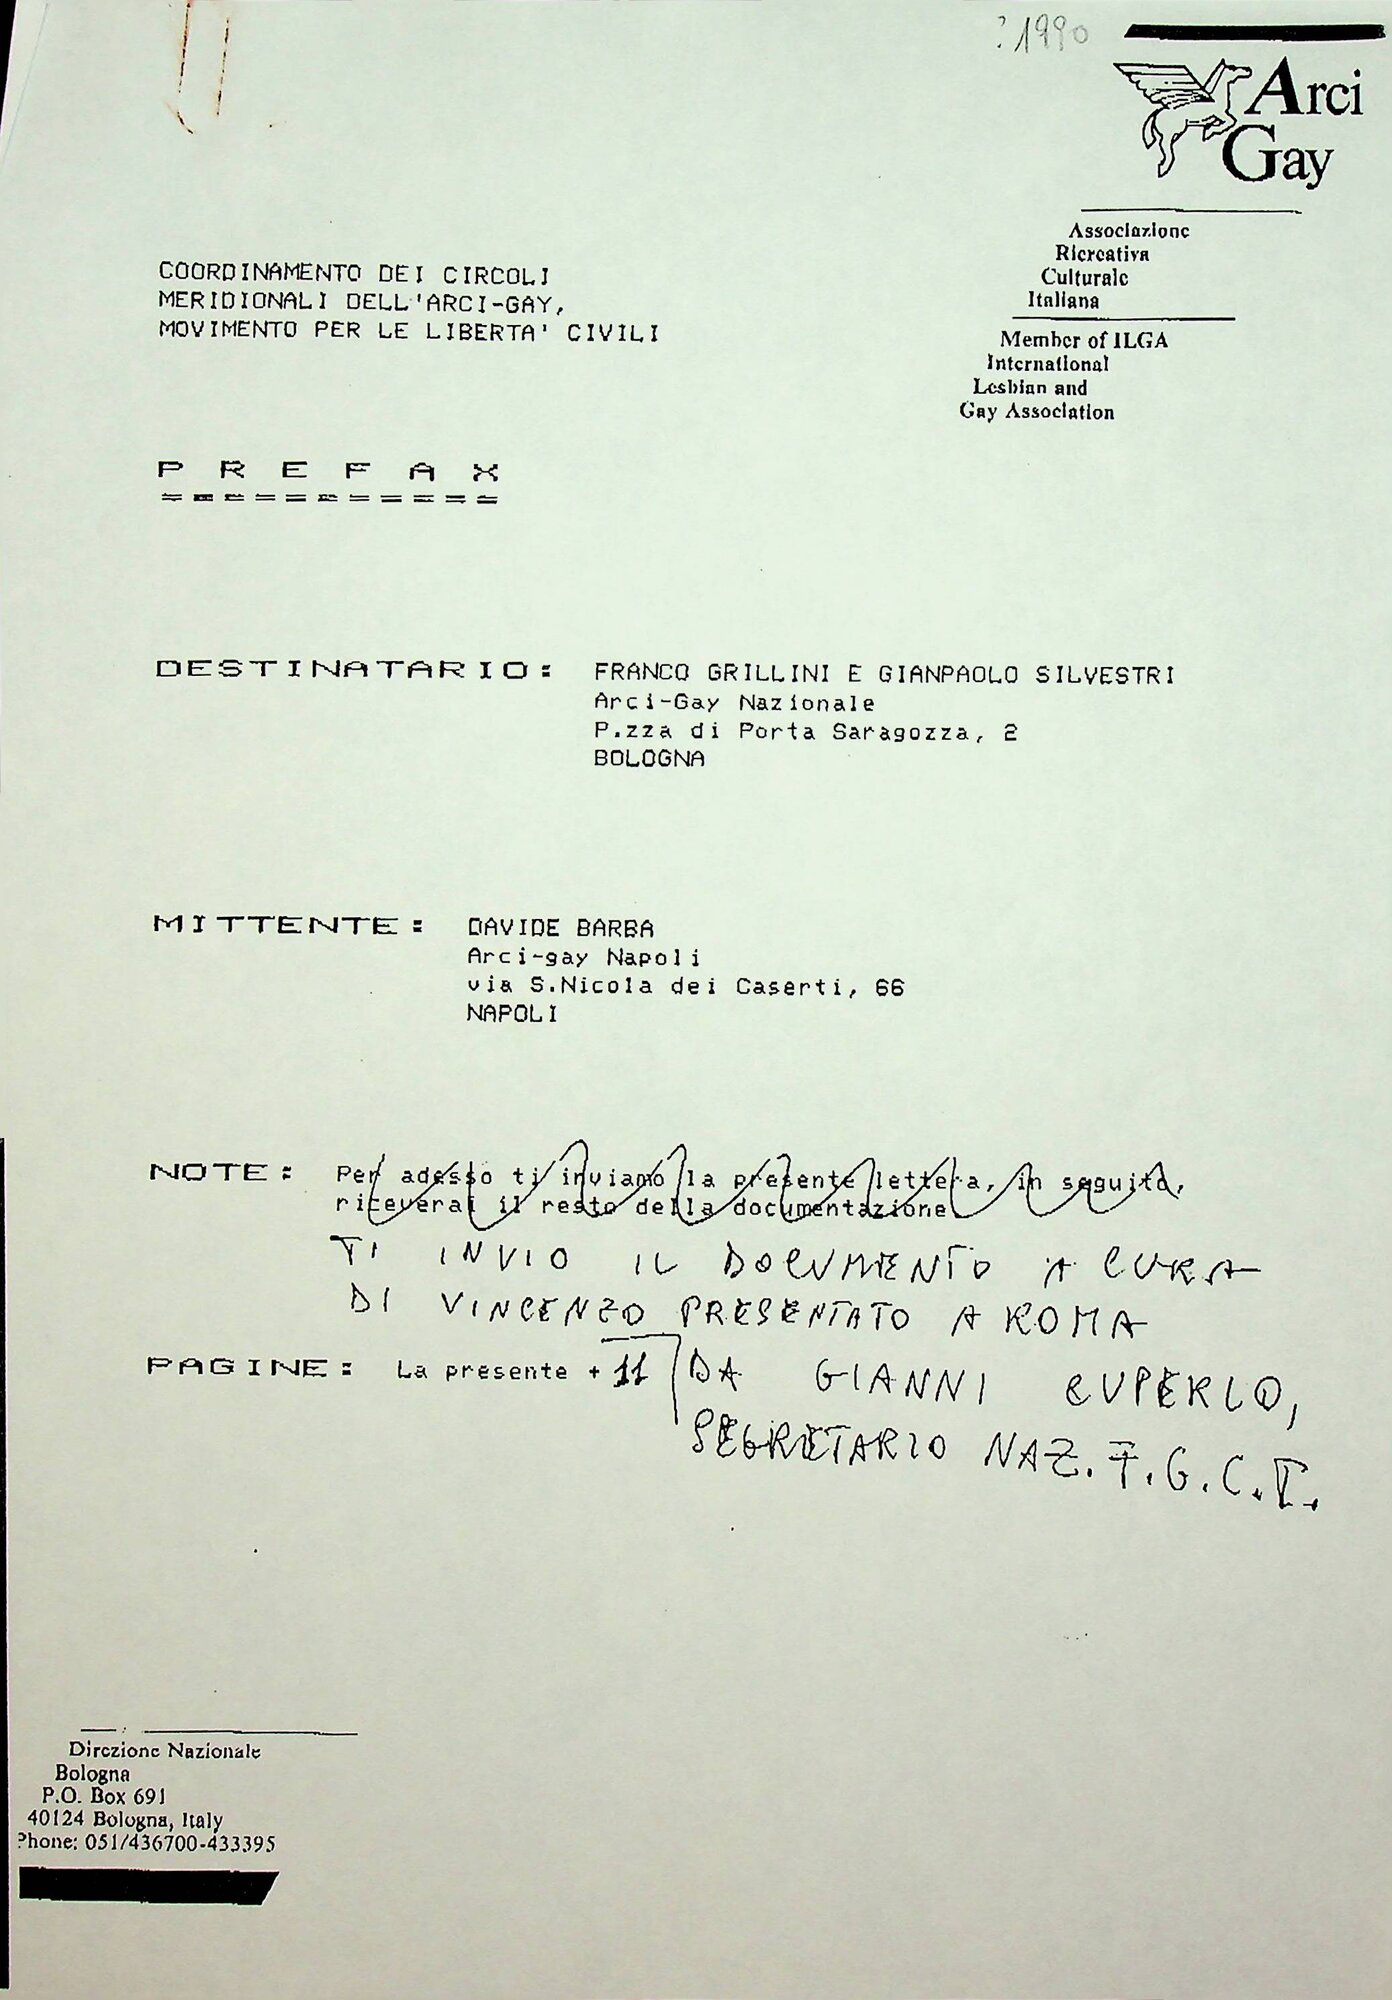 ? 1990
Arci
Gay
Associazione
Ricreativa
Culturale
Italiana
Member of ILGA
International
Lesbian and
Gay Association
COORDINAMENTO DEI CIRCOLI
MERIDIONALI DELL'ARCI-GAY,
MOVIMENTO PER LE LIBERTA' CIVILI
P R E F A X
===========
DESTINATARIO: FRANCO GRILLINI E GIANPAOLO SILVESTRI
Arci-Gay Nazionale
P.zza di Porta Saragozza, 2
BOLOGNA
MITTENTE: DAVIDE BARBA
Arci-gay Napoli
via S.Nicola dei Caserti, 66
NAPOLI
NOTE: Per adesso ti inviamo la presente lettera, in seguito,
riceverai il resto della documentazione.
TI INVIO IL DOCUMENTO A CURA
DI VINCENZO PRESENTATO A ROMA
PAGINE: La presente + 11
DA GIANNI CUPERLO,
SEGRETARIO NAZ. F.G.C.I.
Direzione Nazionale
Bologna
P.O. Box 691
40124 Bologna, Italy
Phone: 051/436700-433395